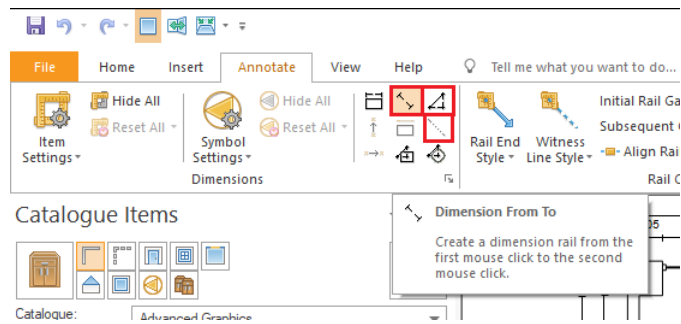 File Home Insert Annotate View Help Tell me what you want to do...
Hide All
Reset All
Item
Settings
Symbol
Settings
Hide All
Reset All
Dimensions
Rail End
Style
Witness
Line Style
Initial Rail Ga
Subsequent
Align Rai
Rail
Dimension From To
Create a dimension rail from the
first mouse click to the second
mouse click.
Catalogue Items
Catalogue:
Advanced Graphics